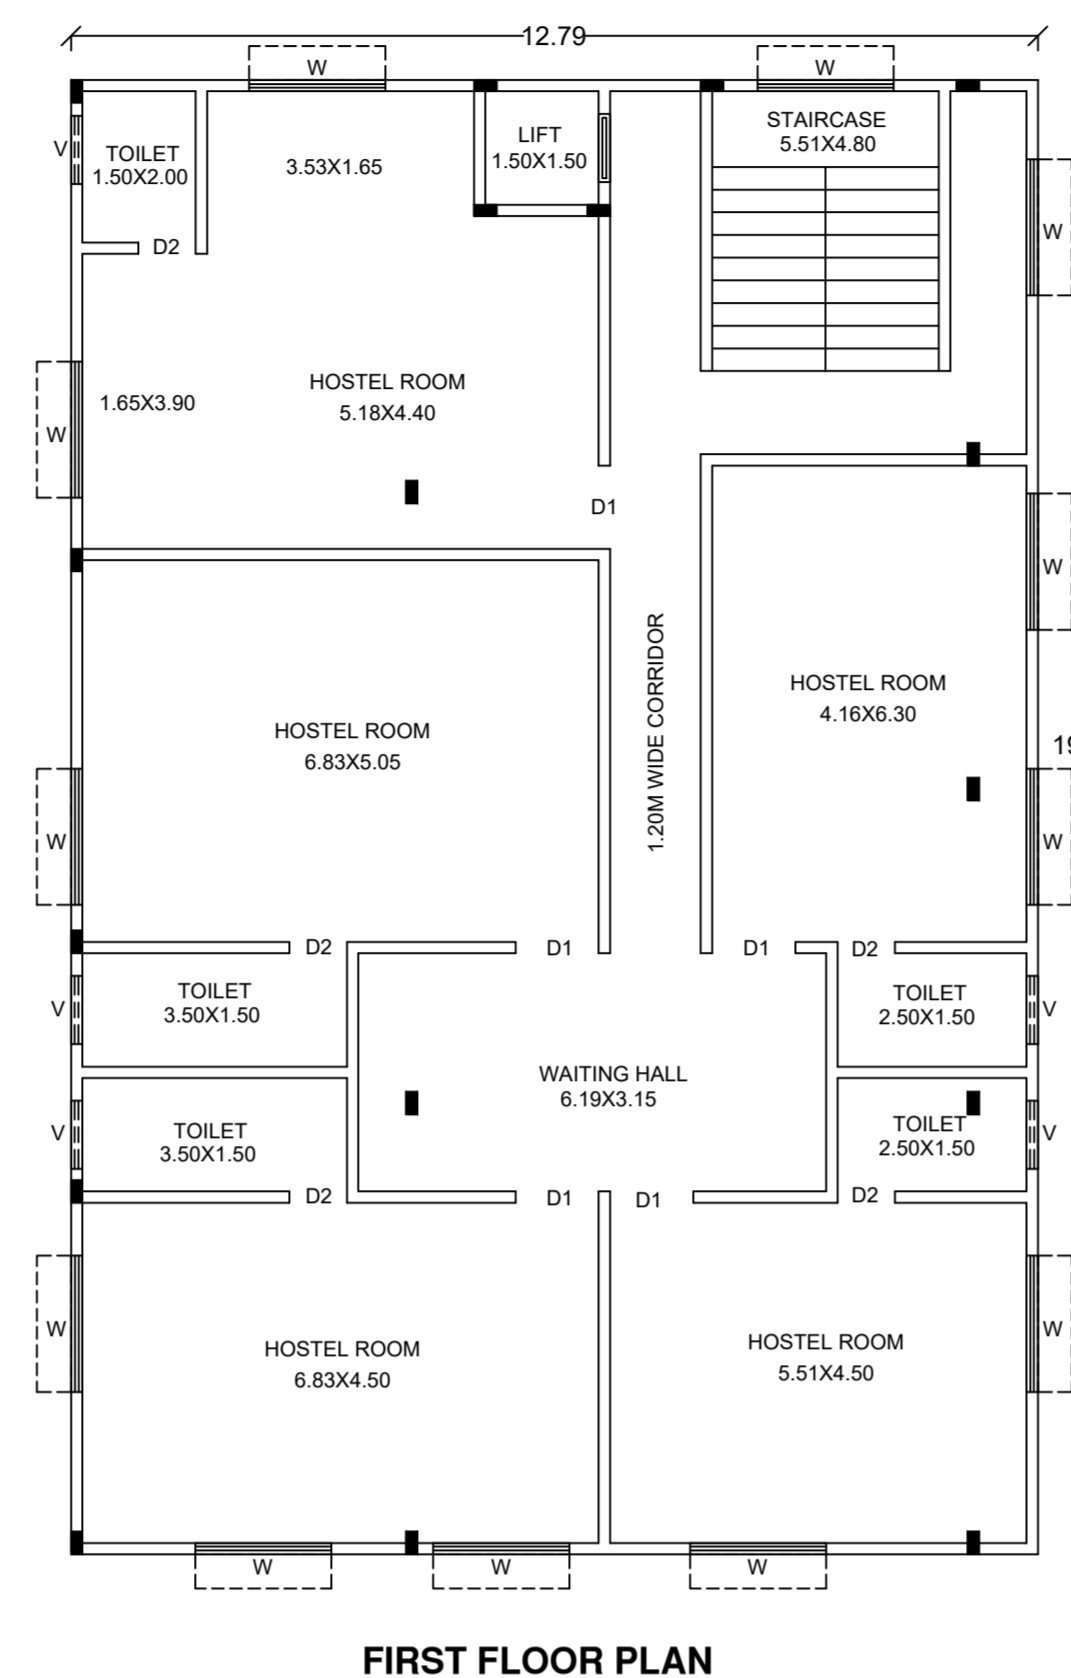 12.79
W
W
V
TOILET
1.50X2.00
3.53X1.65
LIFT
1.50X1.50
STAIRCASE
5.51X4.80
W
D2
W
1.65X3.90
HOSTEL ROOM
5.18X4.40
D1
W
HOSTEL ROOM
6.83X5.05
1.20M WIDE CORRIDOR
HOSTEL ROOM
4.16X6.30
19
W
W
D2
D1
D1
D2
V
TOILET
3.50X1.50
TOILET
2.50X1.50
V
WAITING HALL
6.19X3.15
V
TOILET
3.50X1.50
TOILET
2.50X1.50
V
D2
D1
D1
D2
W
HOSTEL ROOM
6.83X4.50
HOSTEL ROOM
5.51X4.50
W
W
W
W
FIRST FLOOR PLAN